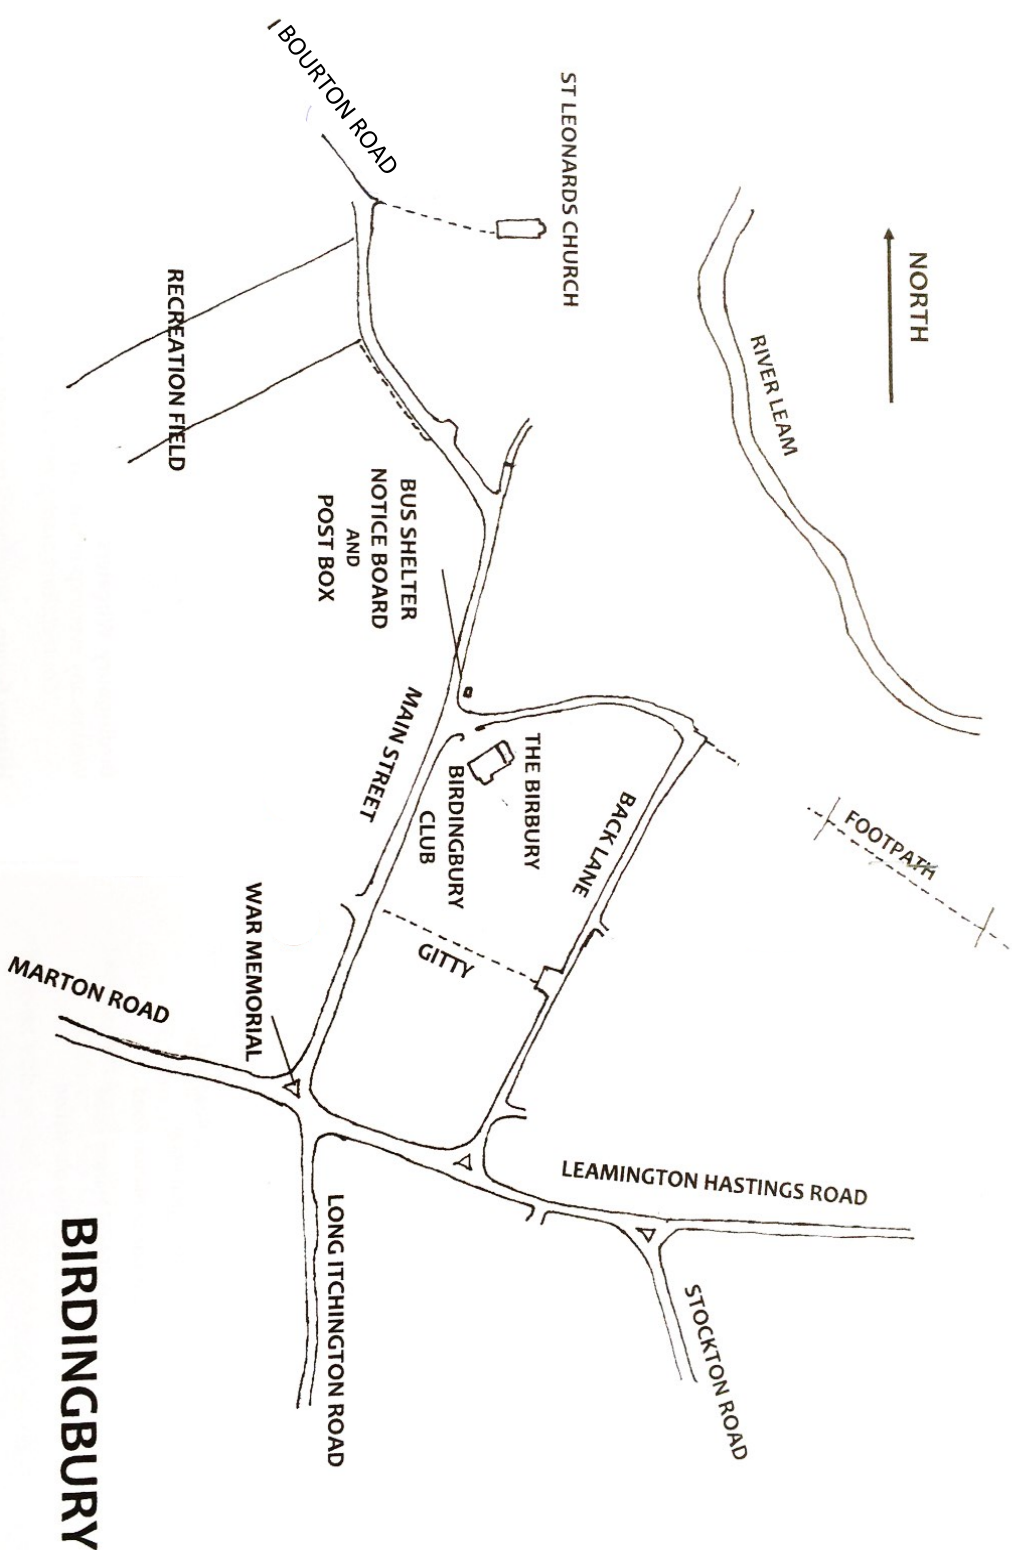 BOURTON ROAD
ST LEONARDS CHURCH
NORTH
RIVER LEAM
RECREATION FIELD
BUS SHELTER
NOTICE BOARD
AND
POST BOX
MAIN STREET
THE BIRBURY
BIRDINGBURY
CLUB
BACK LANE
FOOTPATH
GITTY
WAR MEMORIAL
MARTON ROAD
LEAMINGTON HASTINGS ROAD
LONG ITCHINGTON ROAD
STOCKTON ROAD
BIRDINGBURY